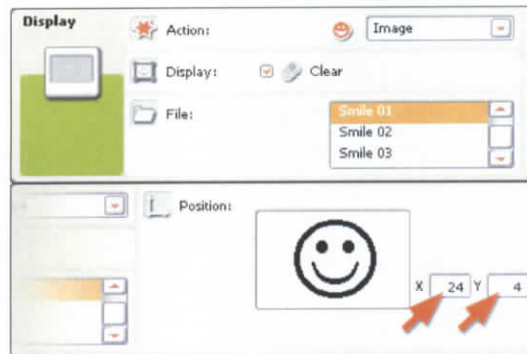 Display
Action:
Image
Display:
Clear
File:
Smile 01
Smile 02
Smile 03
Position:
X 24 Y 4